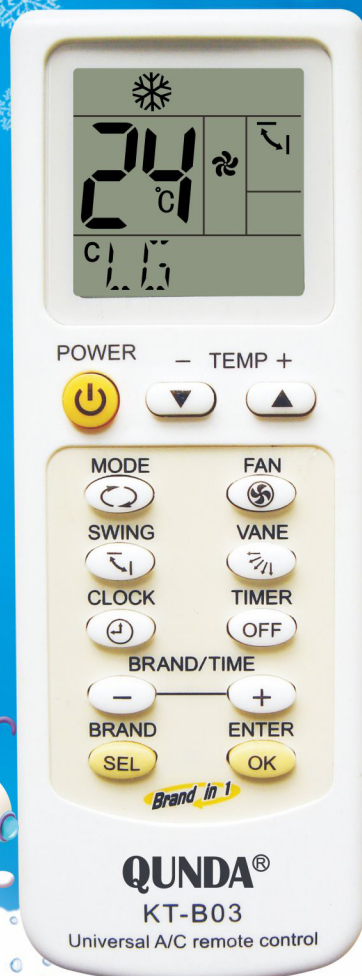 24 °C
C LG
POWER
− TEMP +
MODE FAN
SWING VANE
CLOCK TIMER
OFF
BRAND/TIME
− +
BRAND ENTER
SEL OK
Brand in 1
QUNDA®
KT-B03
Universal A/C remote control